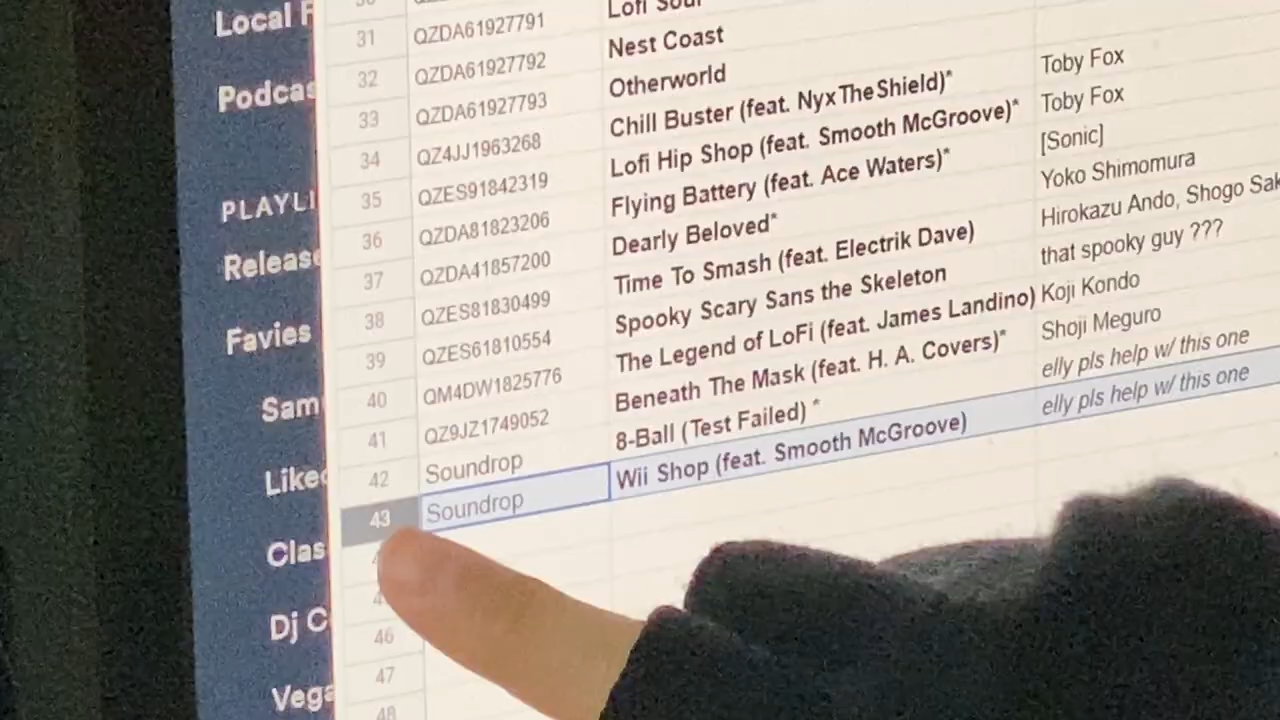 Local F
Podcas
PLAYLI
Release
Favies
Sam
Liked
Clas
Dj C
Vega
31 QZDA61927791 Lofi Soul
32 QZDA61927792 Nest Coast
33 QZDA61927793 Otherworld
34 QZ4JJ1963268 Chill Buster (feat. NyxTheShield)* Toby Fox
35 QZES91842319 Lofi Hip Shop (feat. Smooth McGroove)* Toby Fox
36 QZDA81823206 Flying Battery (feat. Ace Waters)* [Sonic]
37 QZDA41857200 Dearly Beloved* Yoko Shimomura
38 QZES81830499 Time To Smash (feat. Electrik Dave) Hirokazu Ando, Shogo Sak
39 QZES61810554 Spooky Scary Sans the Skeleton that spooky guy ???
40 QM4DW1825776 The Legend of LoFi (feat. James Landino) Koji Kondo
41 QZ9JZ1749052 Beneath The Mask (feat. H. A. Covers)* Shoji Meguro
42 Soundrop 8-Ball (Test Failed) * elly pls help w/ this one
43 Soundrop Wii Shop (feat. Smooth McGroove) elly pls help w/ this one
46
47
48